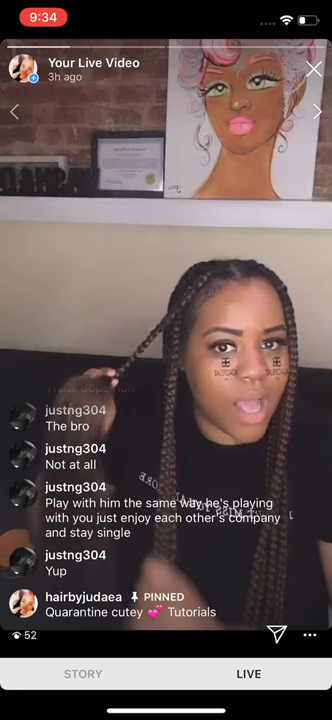 9:34
Your Live Video
3h ago
justng304
The bro
justng304
Not at all
justng304
Play with him the same way he's playing
with you just enjoy each other's company
and stay single
justng304
Yup
hairbyjudaea PINNED
Quarantine cutey 💕 Tutorials
52
STORY
LIVE